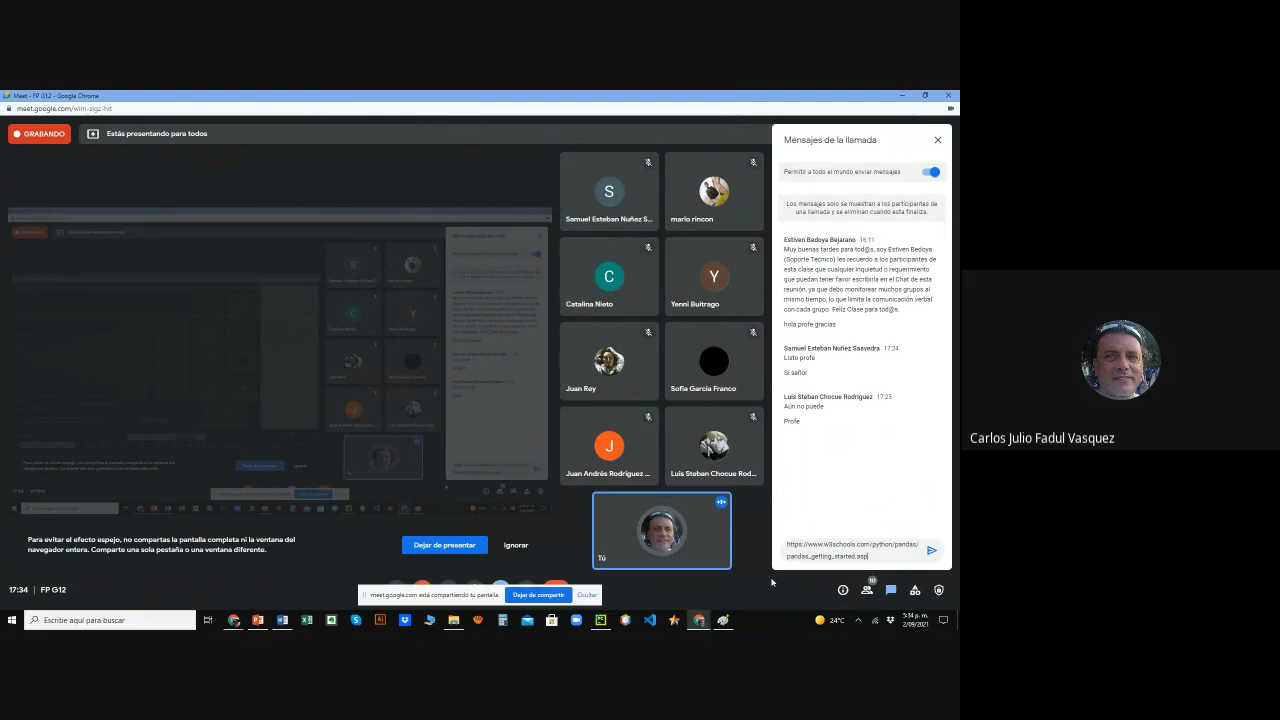 Meet - FP G12 - Google Chrome
meet.google.com/wim-sigz-hit
GRABANDO
Estás presentando para todos
S
Samuel Esteban Nuñez S...
mario rincon
C
Catalina Nieto
Y
Yenni Buitrago
Juan Rey
Sofia Garcia Franco
J
Juan Andrés Rodríguez ...
Luis Steban Chocue Rod...
Tú
Mensajes de la llamada
Permitir a todo el mundo enviar mensajes
Los mensajes solo se muestran a los participantes de
una llamada y se eliminan cuando esta finaliza.
Estiven Bedoya Bejarano 16:11
Muy buenas tardes para tod@s, soy Estiven Bedoya
(Soporte Tecnico) les recuerdo a los participantes de
esta clase que cualquier inquietud o requerimiento
que puedan tener favor escribirla en el Chat de esta
reunión, ya que debo monitorear muchos grupos al
mismo tiempo, lo que limita la comunicación verbal
con cada grupo. Feliz Clase para tod@s.
hola profe gracias
Samuel Esteban Nuñez Saavedra 17:24
Listo profe
Si señor
Luis Steban Chocue Rodriguez 17:25
Aún no puede
Profe
https://www.w3schools.com/python/pandas/
pandas_getting_started.asp
Para evitar el efecto espejo, no compartas la pantalla completa ni la ventana del
navegador entera. Comparte una sola pestaña o una ventana diferente.
Dejar de presentar
Ignorar
17:34 | FP G12
10
meet.google.com está compartiendo tu pantalla.
Dejar de compartir
Ocultar
Escribe aquí para buscar
24°C
5:34 p. m.
2/09/2021
Carlos Julio Fadul Vasquez